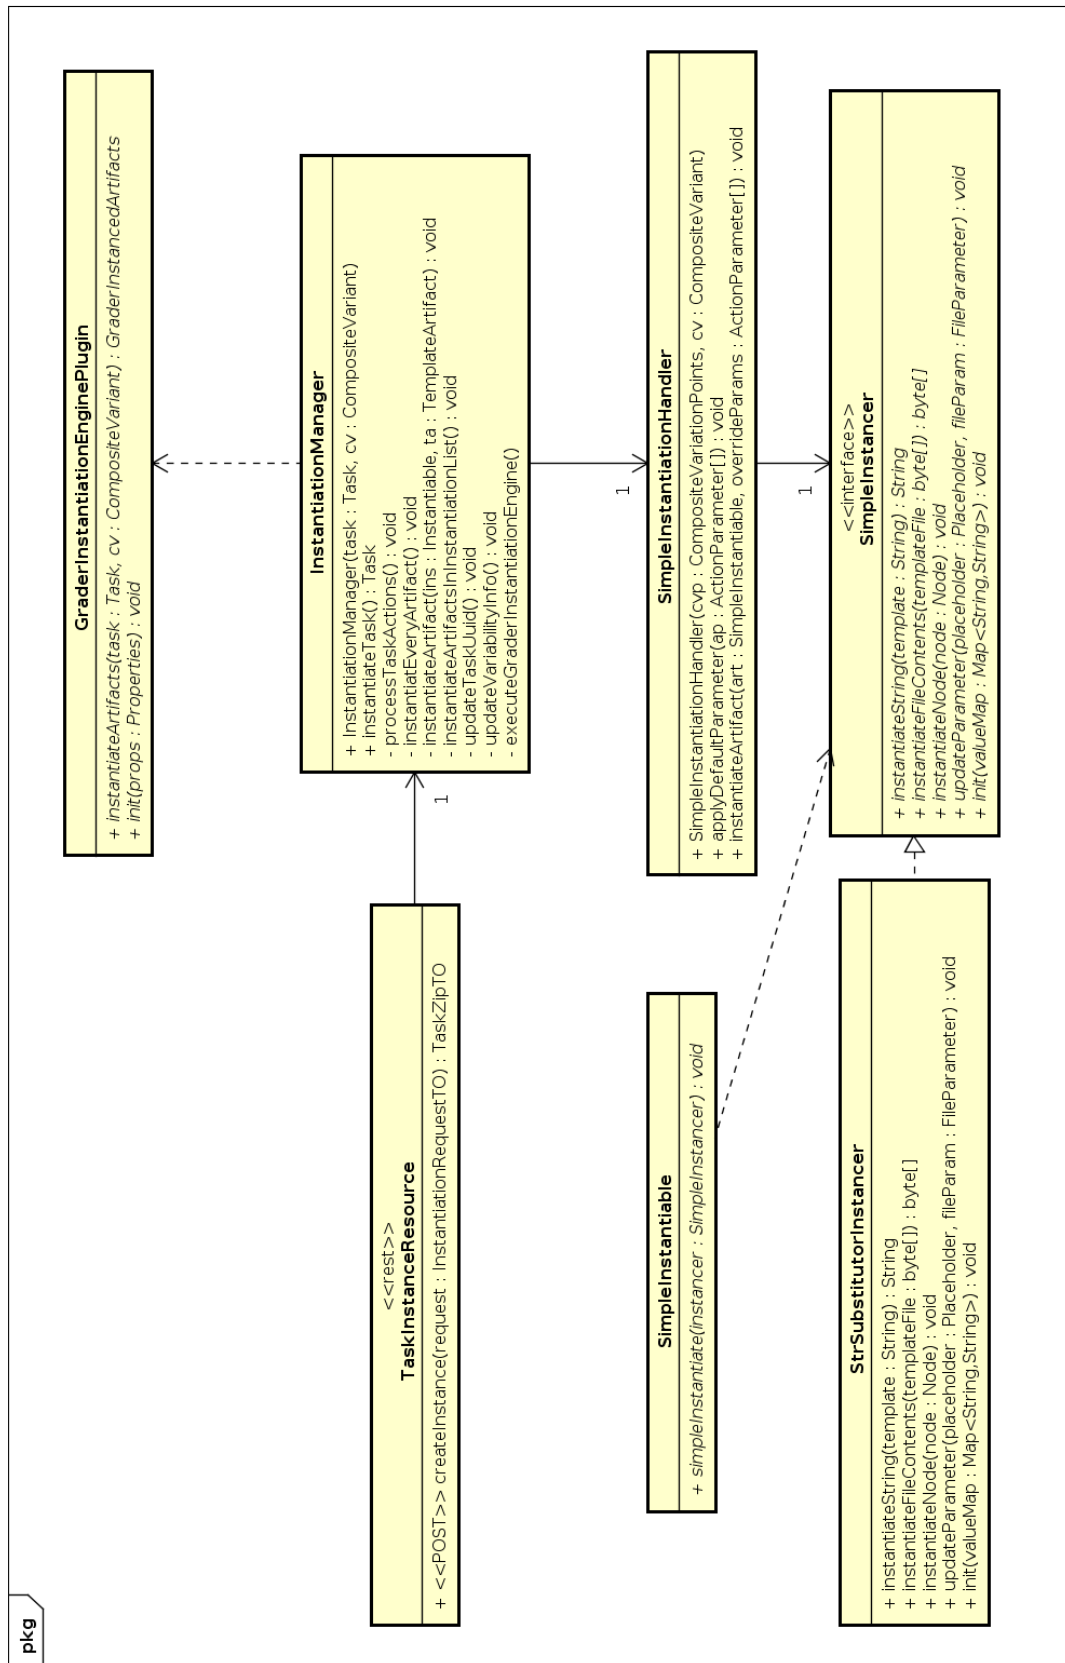 pkg
<<rest>>
TaskInstanceResource
+ <<POST>> createInstance(request : InstantiationRequestTO) : TaskZipTO
1
InstantiationManager
+ InstantiationManager(task : Task, cv : CompositeVariant)
+ instantiateTask() : Task
- processTaskActions() : void
- instantiatEveryArtifact() : void
- instantiateArtifact(ins : Instantiable, ta : TemplateArtifact) : void
- instantiateArtifactsInInstantiationList() : void
- updateTaskUuid() : void
- updateVariabilityInfo() : void
- executeGraderInstantiationEngine()
GraderInstantiationEnginePlugin
+ instantiateArtifacts(task : Task, cv : CompositeVariant) : GraderInstancedArtifacts
+ init(props : Properties) : void
SimpleInstantiable
+ simpleInstantiate(instancer : SimpleInstancer) : void
1
SimpleInstantiationHandler
+ SimpleInstantiationHandler(cvp : CompositeVariationPoints, cv : CompositeVariant)
+ applyDefaultParameter(ap : ActionParameter[]) : void
+ instantiateArtifact(art : SimpleInstantiable, overrideParams : ActionParameter[]) : void
StrSubstitutorInstancer
+ instantiateString(template : String) : String
+ instantiateFileContents(templateFile : byte[]) : byte[]
+ instantiateNode(node : Node) : void
+ updateParameter(placeholder : Placeholder, fileParam : FileParameter) : void
+ init(valueMap : Map<String,String>) : void
1
<<interface>>
SimpleInstancer
+ instantiateString(template : String) : String
+ instantiateFileContents(templateFile : byte[]) : byte[]
+ instantiateNode(node : Node) : void
+ updateParameter(placeholder : Placeholder, fileParam : FileParameter) : void
+ init(valueMap : Map<String,String>) : void